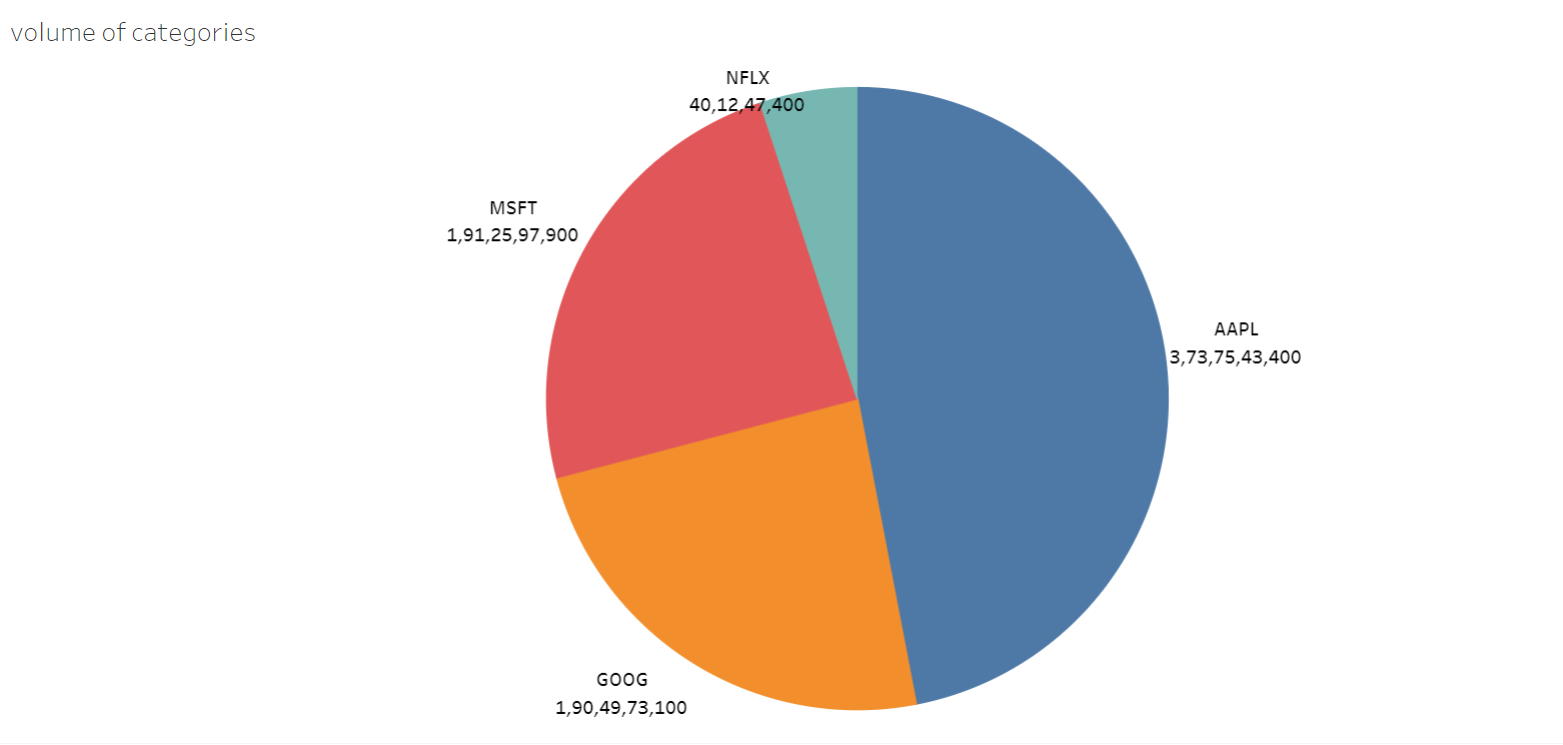 volume of categories
NFLX
40,12,47,400
MSFT
1,91,25,97,900
AAPL
3,73,75,43,400
GOOG
1,90,49,73,100